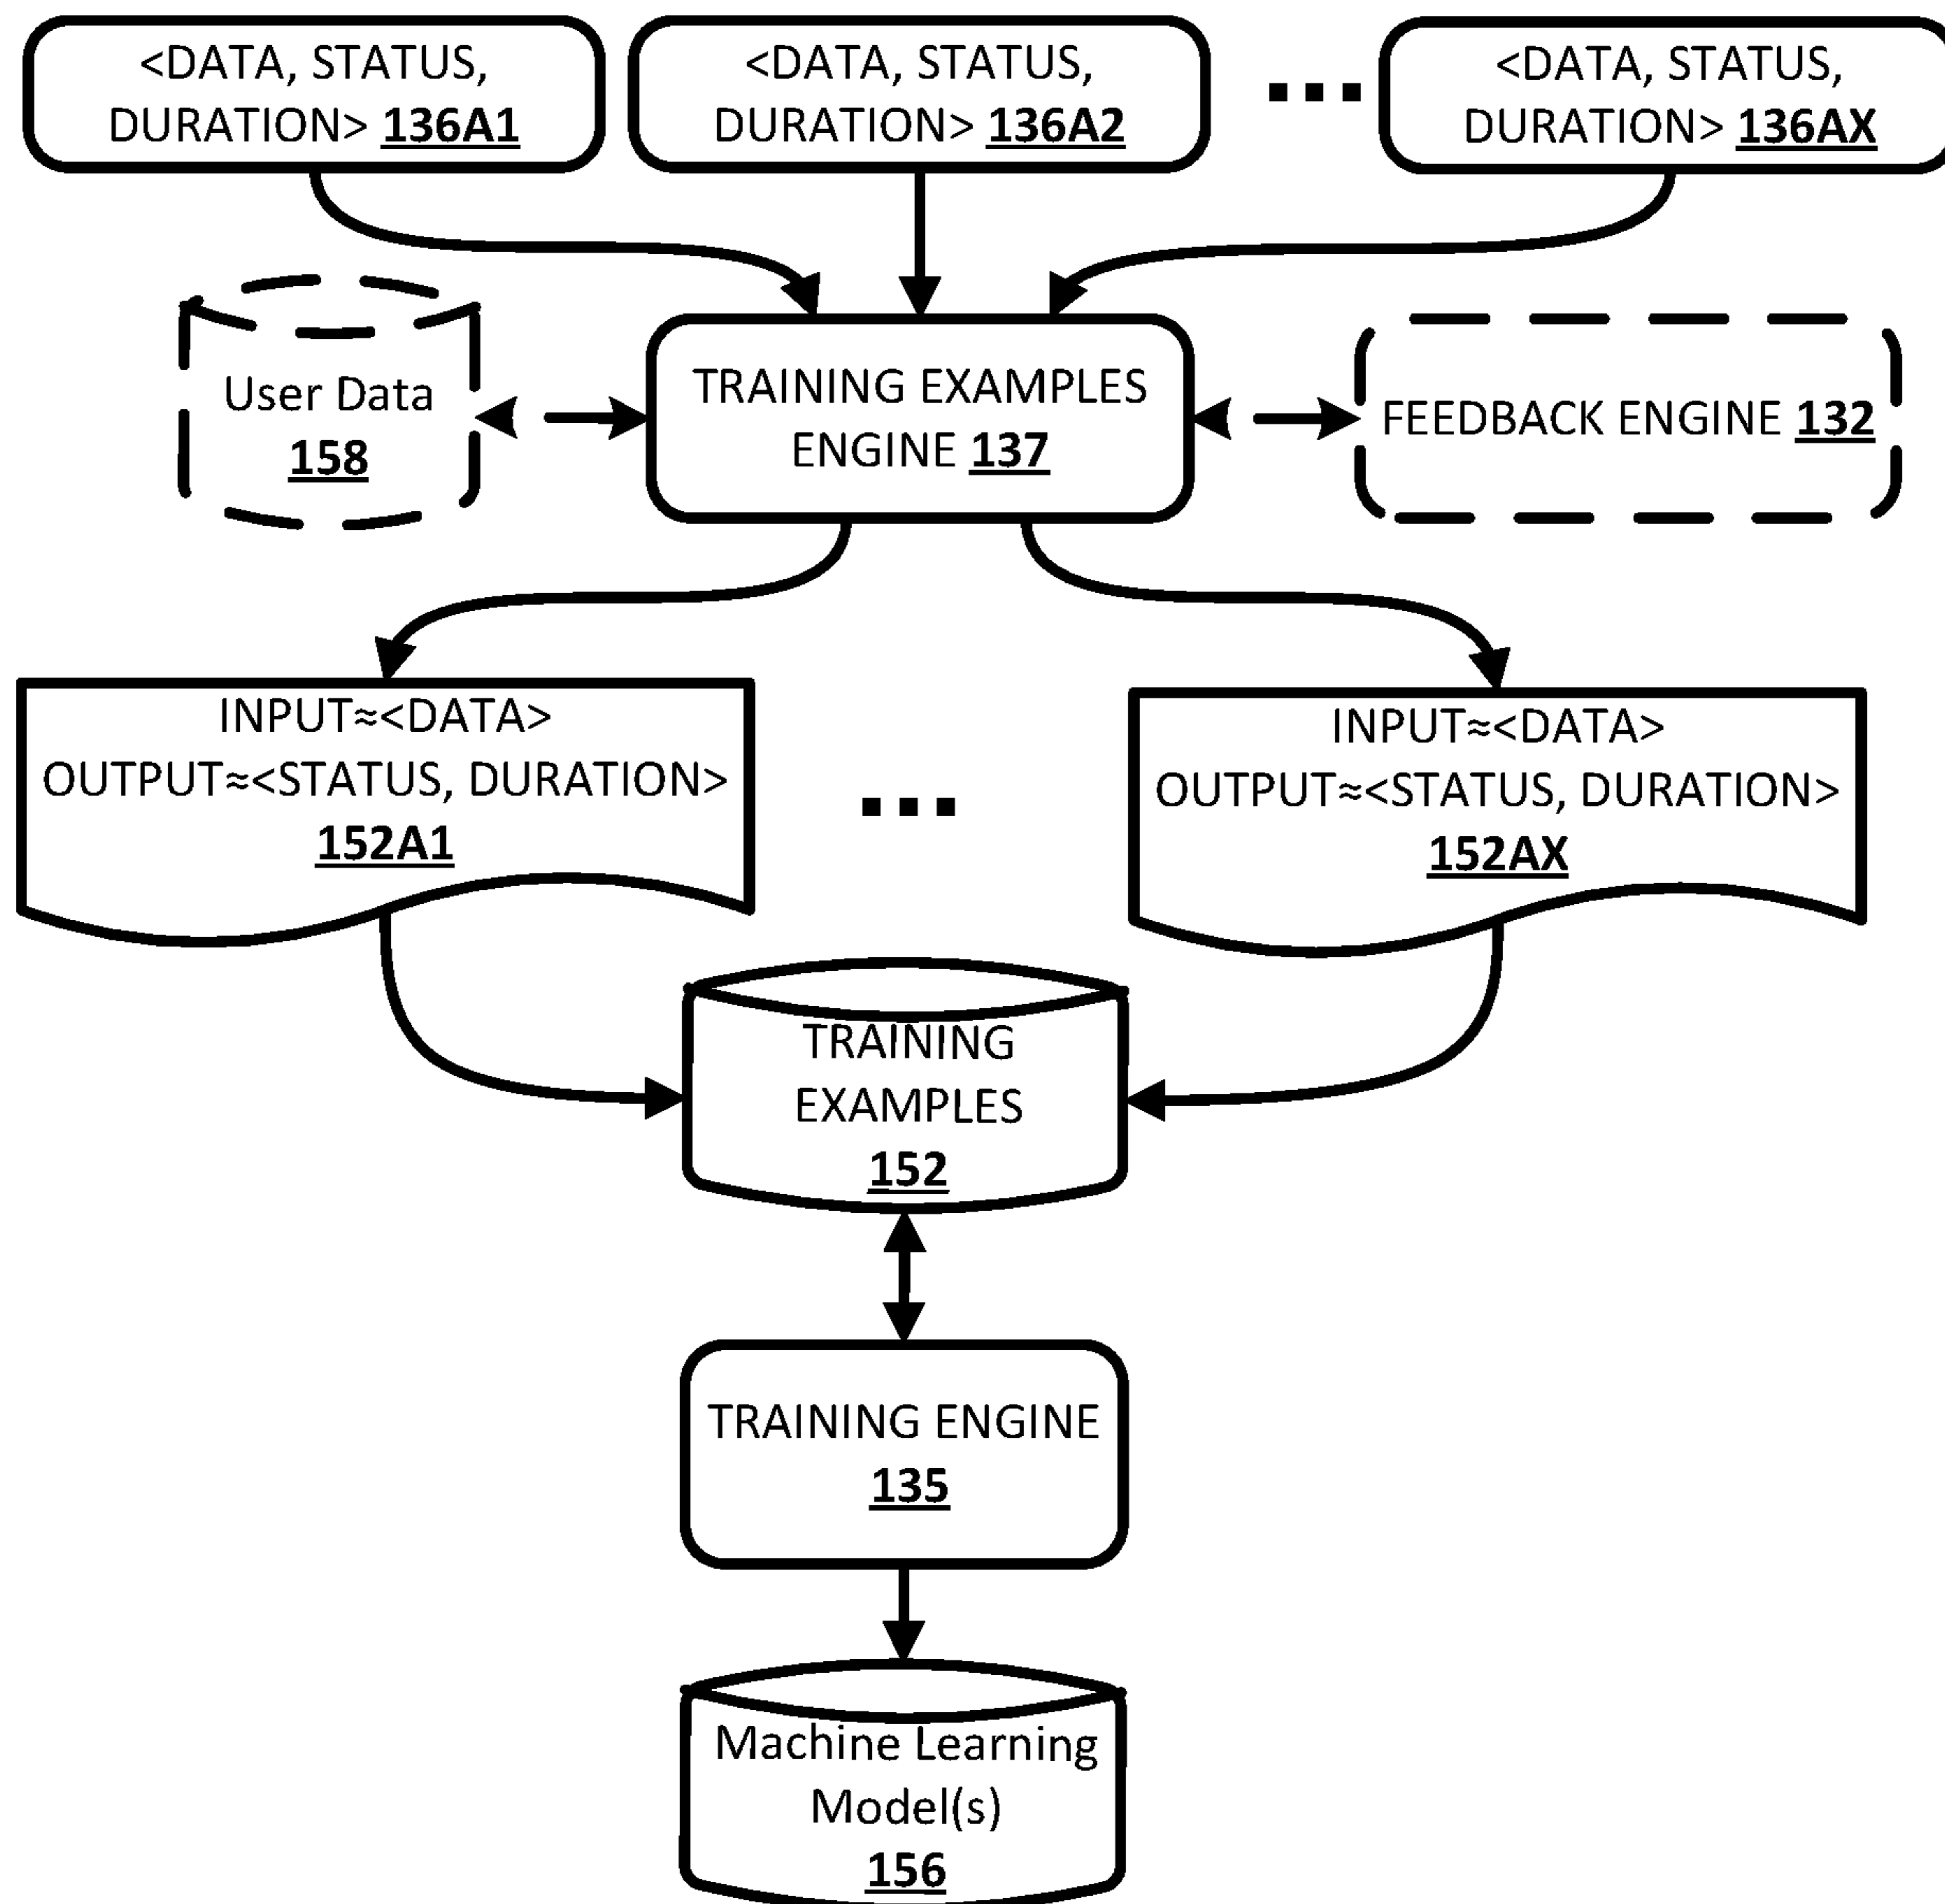 <DATA, STATUS,
DURATION> 136A1
<DATA, STATUS,
DURATION> 136A2
<DATA, STATUS,
DURATION> 136AX
User Data
158
TRAINING EXAMPLES
ENGINE 137
FEEDBACK ENGINE 132
INPUT≈<DATA>
OUTPUT≈<STATUS, DURATION>
152A1
INPUT≈<DATA>
OUTPUT≈<STATUS, DURATION>
152AX
TRAINING
EXAMPLES
152
TRAINING ENGINE
135
Machine Learning
Model(s)
156